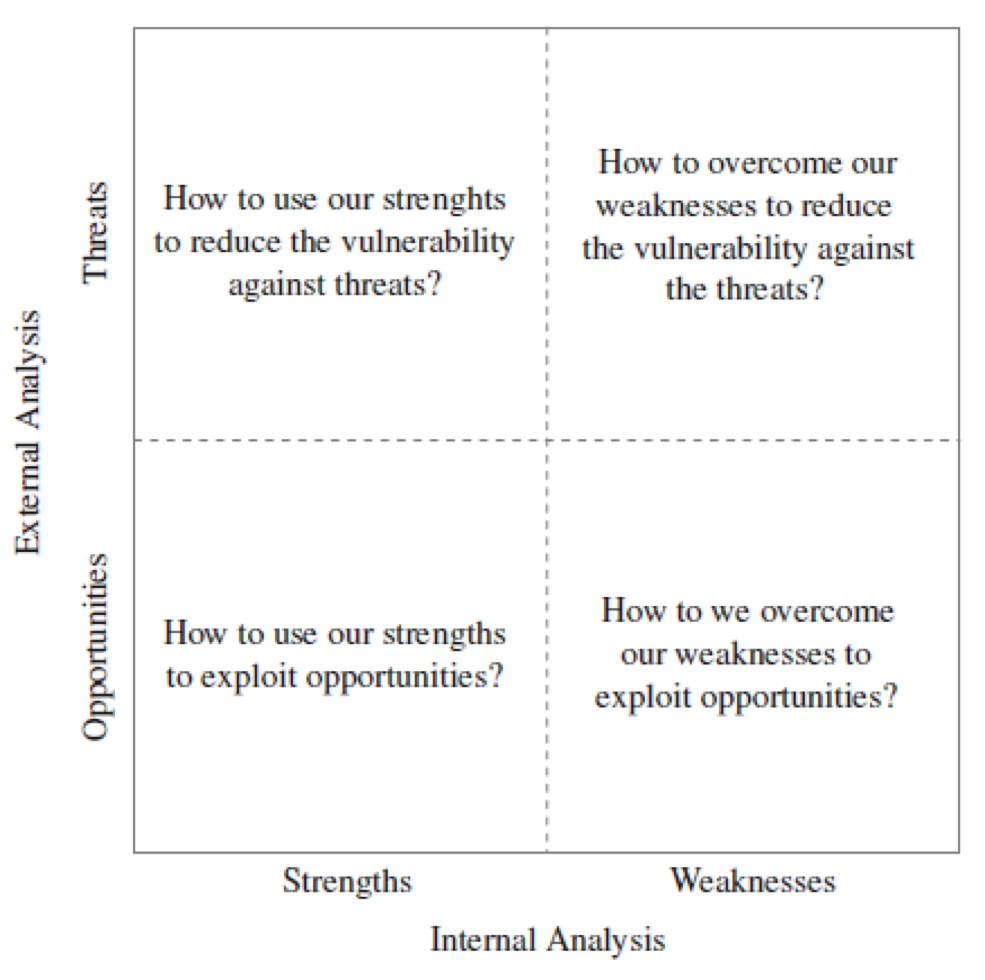 External Analysis
Threats
How to use our strenghts
to reduce the vulnerability
against threats?
How to overcome our
weaknesses to reduce
the vulnerability against
the threats?
Opportunities
How to use our strengths
to exploit opportunities?
How to we overcome
our weaknesses to
exploit opportunities?
Strengths
Weaknesses
Internal Analysis